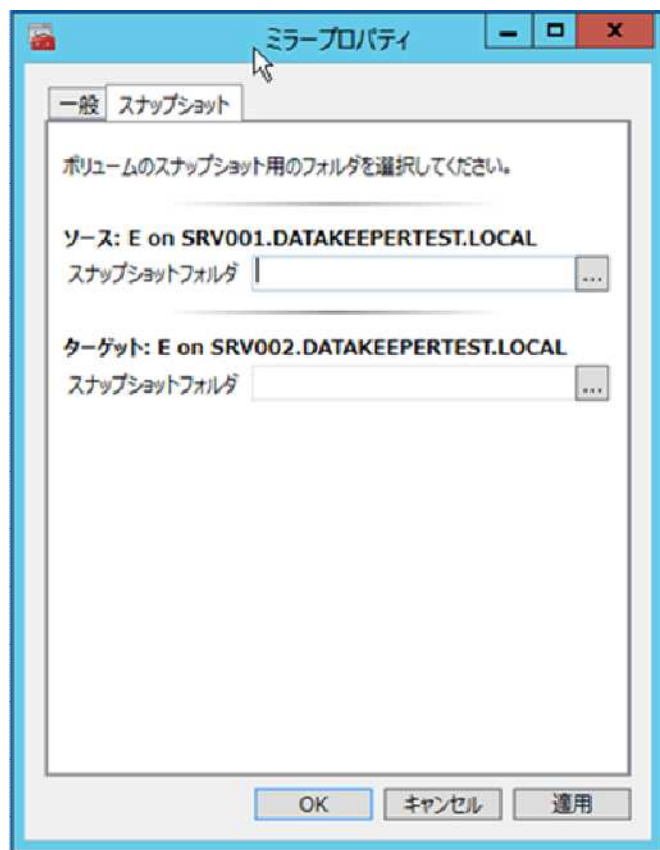 ミラープロパティ
一般 スナップショット
ボリュームのスナップショット用のフォルダを選択してください。
ソース: E on SRV001.DATAKEEPERTEST.LOCAL
スナップショットフォルダ ...
ターゲット: E on SRV002.DATAKEEPERTEST.LOCAL
スナップショットフォルダ ...
OK キャンセル 適用